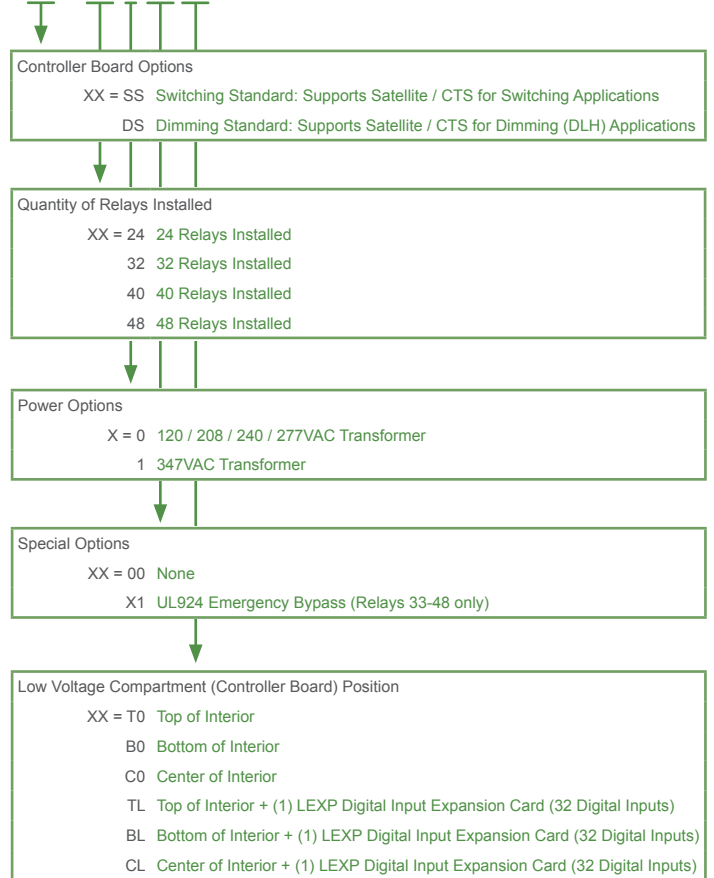 Controller Board Options
XX = SS Switching Standard: Supports Satellite / CTS for Switching Applications
DS Dimming Standard: Supports Satellite / CTS for Dimming (DLH) Applications
Quantity of Relays Installed
XX = 24 24 Relays Installed
32 32 Relays Installed
40 40 Relays Installed
48 48 Relays Installed
Power Options
X = 0 120 / 208 / 240 / 277VAC Transformer
1 347VAC Transformer
Special Options
XX = 00 None
X1 UL924 Emergency Bypass (Relays 33-48 only)
Low Voltage Compartment (Controller Board) Position
XX = T0 Top of Interior
B0 Bottom of Interior
C0 Center of Interior
TL Top of Interior + (1) LEXP Digital Input Expansion Card (32 Digital Inputs)
BL Bottom of Interior + (1) LEXP Digital Input Expansion Card (32 Digital Inputs)
CL Center of Interior + (1) LEXP Digital Input Expansion Card (32 Digital Inputs)